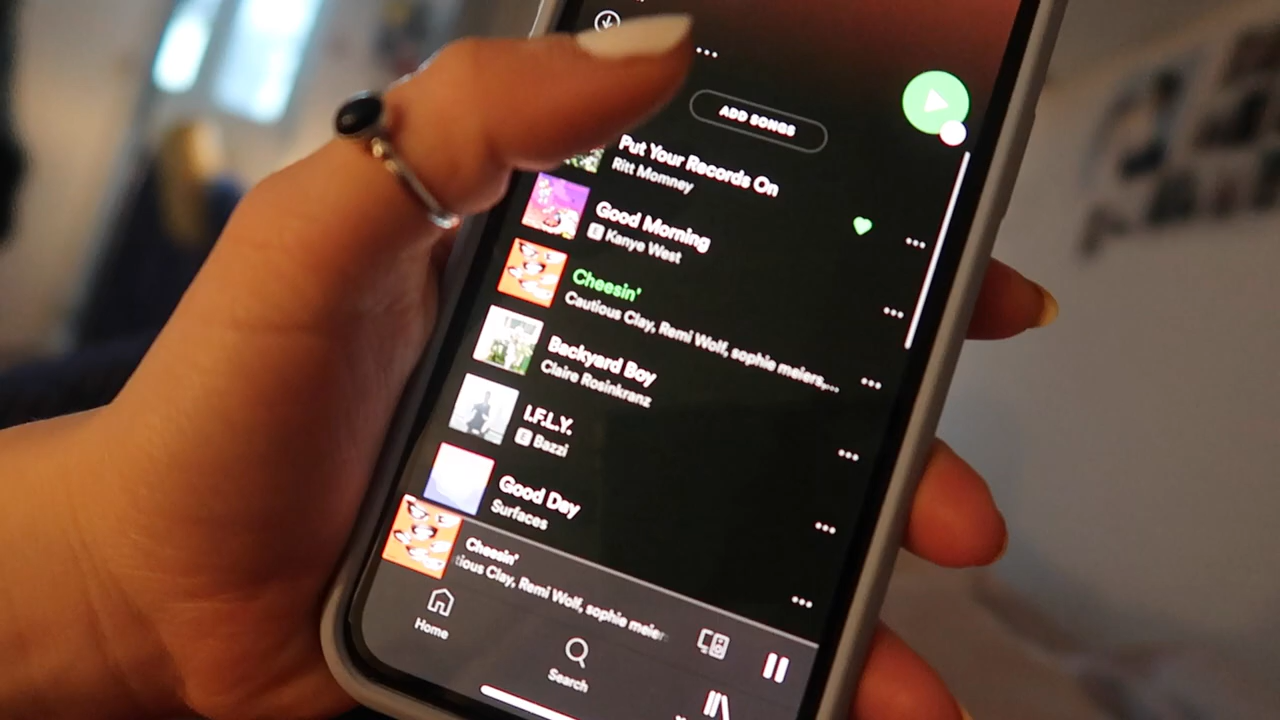 ADD SONGS
Put Your Records On
Ritt Momney
Good Morning
E Kanye West
Cheesin'
Cautious Clay, Remi Wolf, sophie meiers,...
Backyard Boy
Claire Rosinkranz
I.F.L.Y.
E Bazzi
Good Day
Surfaces
Cheesin'
tious Clay, Remi Wolf, sophie meier
Home
Search